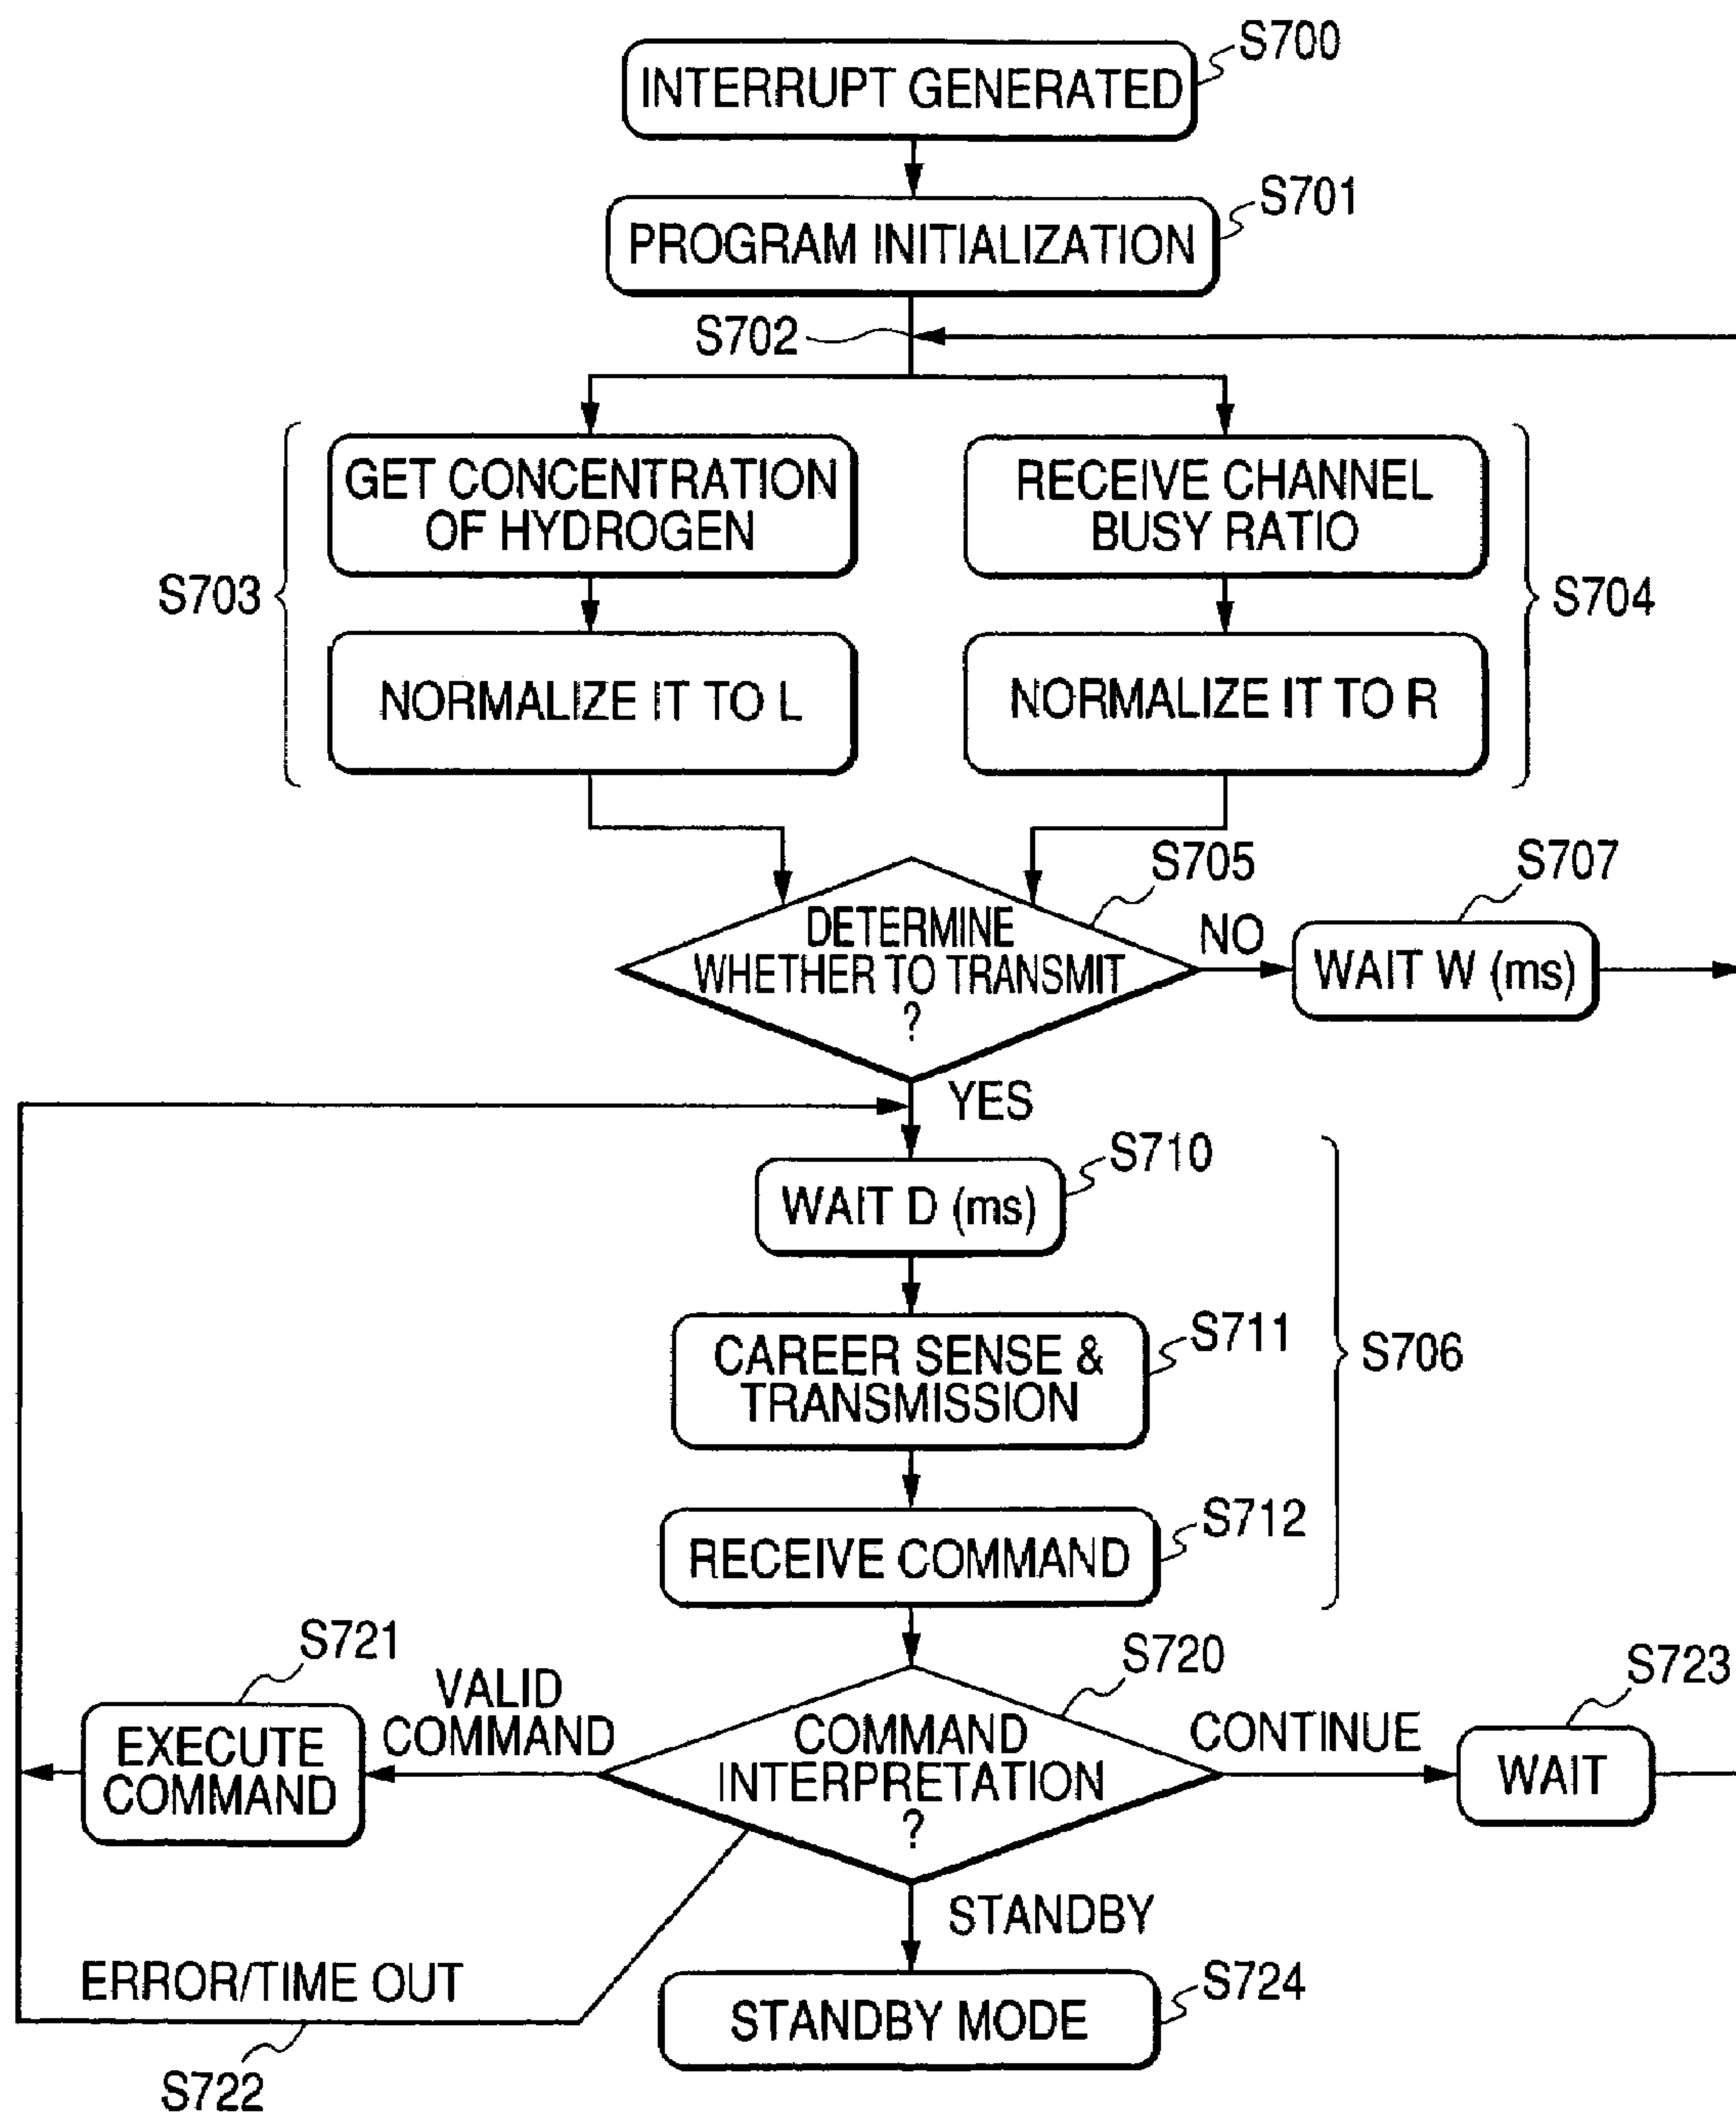 S700
INTERRUPT GENERATED
S701
PROGRAM INITIALIZATION
S702
GET CONCENTRATION
OF HYDROGEN
RECEIVE CHANNEL
BUSY RATIO
S703
S704
NORMALIZE IT TO L
NORMALIZE IT TO R
S705
S707
DETERMINE
WHETHER TO TRANSMIT
?
NO
WAIT W (ms)
YES
S710
WAIT D (ms)
S711
CAREER SENSE &
TRANSMISSION
S706
S712
RECEIVE COMMAND
S721
S720
S723
VALID
COMMAND
EXECUTE
COMMAND
COMMAND
INTERPRETATION
?
CONTINUE
WAIT
STANDBY
ERROR/TIME OUT
S724
STANDBY MODE
S722